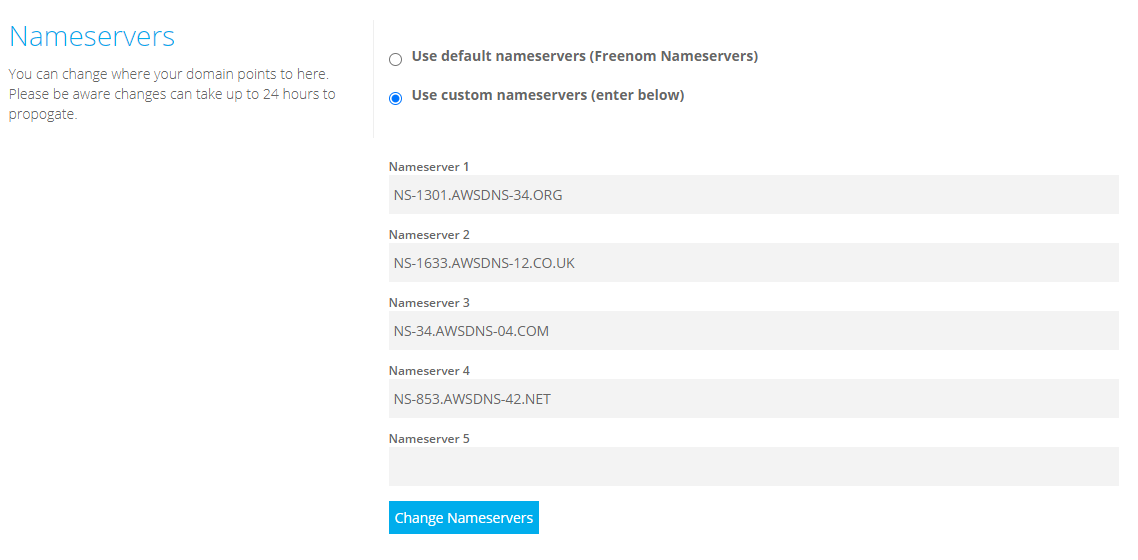 Nameservers
You can change where your domain points to here.
Please be aware changes can take up to 24 hours to
propogate.
Use default nameservers (Freenom Nameservers)
Use custom nameservers (enter below)
Nameserver 1
NS-1301.AWSDNS-34.ORG
Nameserver 2
NS-1633.AWSDNS-12.CO.UK
Nameserver 3
NS-34.AWSDNS-04.COM
Nameserver 4
NS-853.AWSDNS-42.NET
Nameserver 5
Change Nameservers